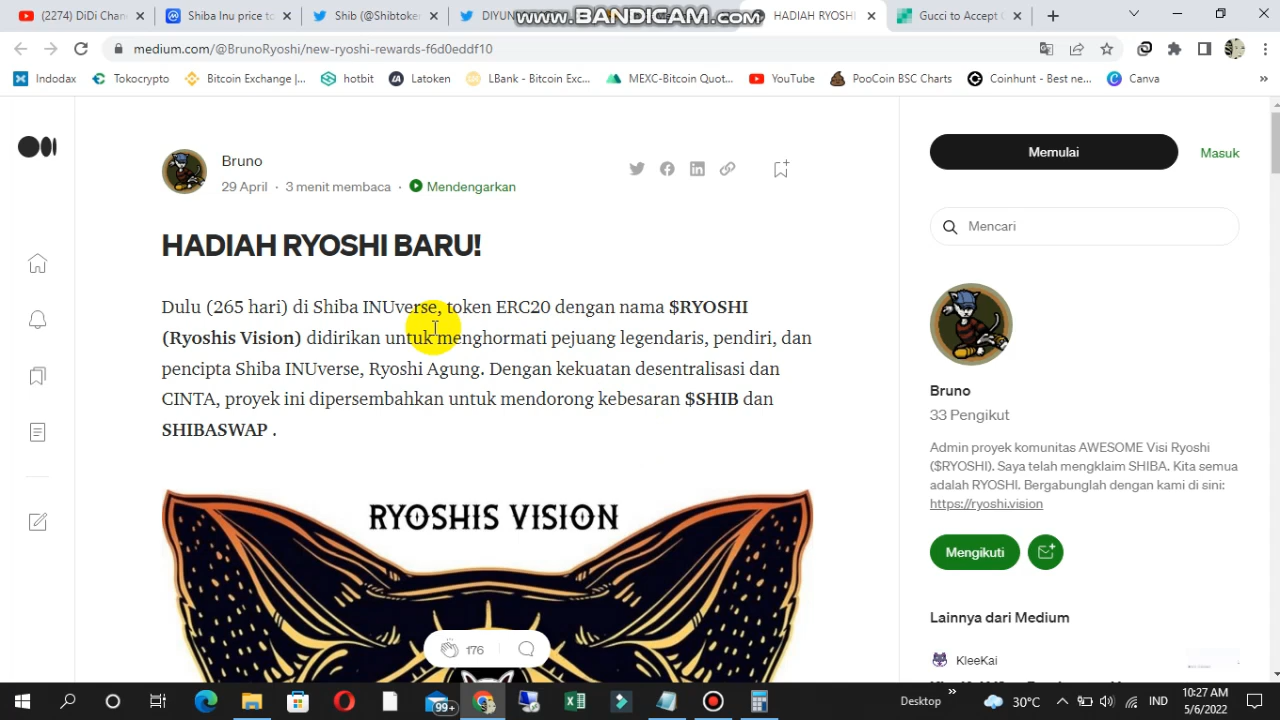 (2274) DiDi Chan
Shiba Inu price to
Shib (@Shibtoken
DIYUN
www.BANDICAM.com
HADIAH RYOSHI
Gucci to Accept C
medium.com/@BrunoRyoshi/new-ryoshi-rewards-f6d0eddf10
Indodax
Tokocrypto
Bitcoin Exchange |...
hotbit
Latoken
LBank - Bitcoin Exc...
MEXC-Bitcoin Quot...
YouTube
PooCoin BSC Charts
Coinhunt - Best ne...
Canva
»
Bruno
29 April · 3 menit membaca · Mendengarkan
HADIAH RYOSHI BARU!
Dulu (265 hari) di Shiba INUverse, token ERC20 dengan nama $RYOSHI
(Ryoshis Vision) didirikan untuk menghormati pejuang legendaris, pendiri, dan
pencipta Shiba INUverse, Ryoshi Agung. Dengan kekuatan desentralisasi dan
CINTA, proyek ini dipersembahkan untuk mendorong kebesaran $SHIB dan
SHIBASWAP .
RYOSHIS VISION
176
Memulai
Masuk
Mencari
Bruno
33 Pengikut
Admin proyek komunitas AWESOME Visi Ryoshi
($RYOSHI). Saya telah mengklaim SHIBA. Kita semua
adalah RYOSHI. Bergabunglah dengan kami di sini:
https://ryoshi.vision
Mengikuti
Lainnya dari Medium
KleeKai
99+
Desktop
»
30°C
IND
10:27 AM
5/6/2022